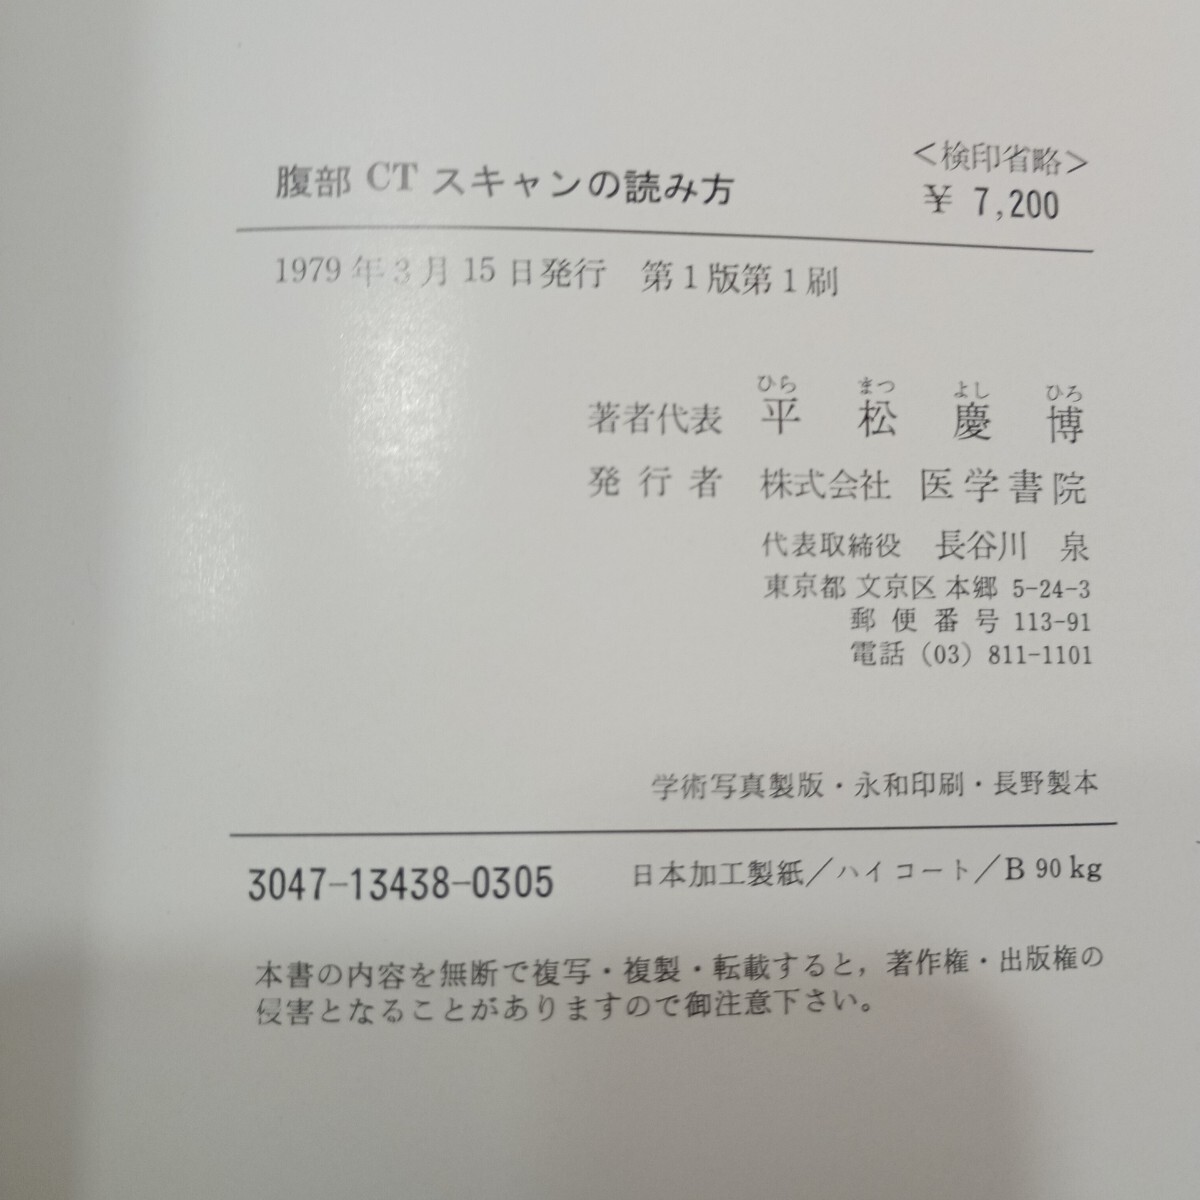 腹部 CT スキャンの読み方
<検印省略>
¥ 7,200
1979年3月15日発行 第1版第1刷
ひら まつ よし ひろ
著者代表 平松慶博
発行者 株式会社 医学書院
代表取締役 長谷川 泉
東京都 文京区 本郷 5-24-3
郵便番号 113-91
電話 (03) 811-1101
学術写真製版・永和印刷・長野製本
3047-13438-0305
日本加工製紙/ハイコート/B 90 kg
本書の内容を無断で複写・複製・転載すると,著作権・出版権の
侵害となることがありますので御注意下さい。